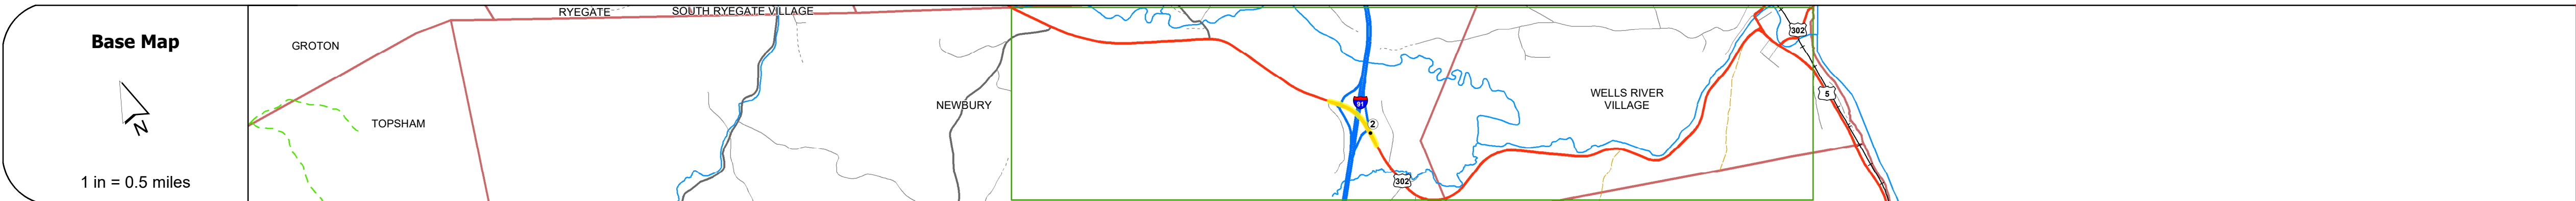 Base Map
N
1 in = 0.5 miles
GROTON
TOPSHAM
RYEGATE
SOUTH RYEGATE VILLAGE
NEWBURY
91
2
302
WELLS RIVER
VILLAGE
302
5